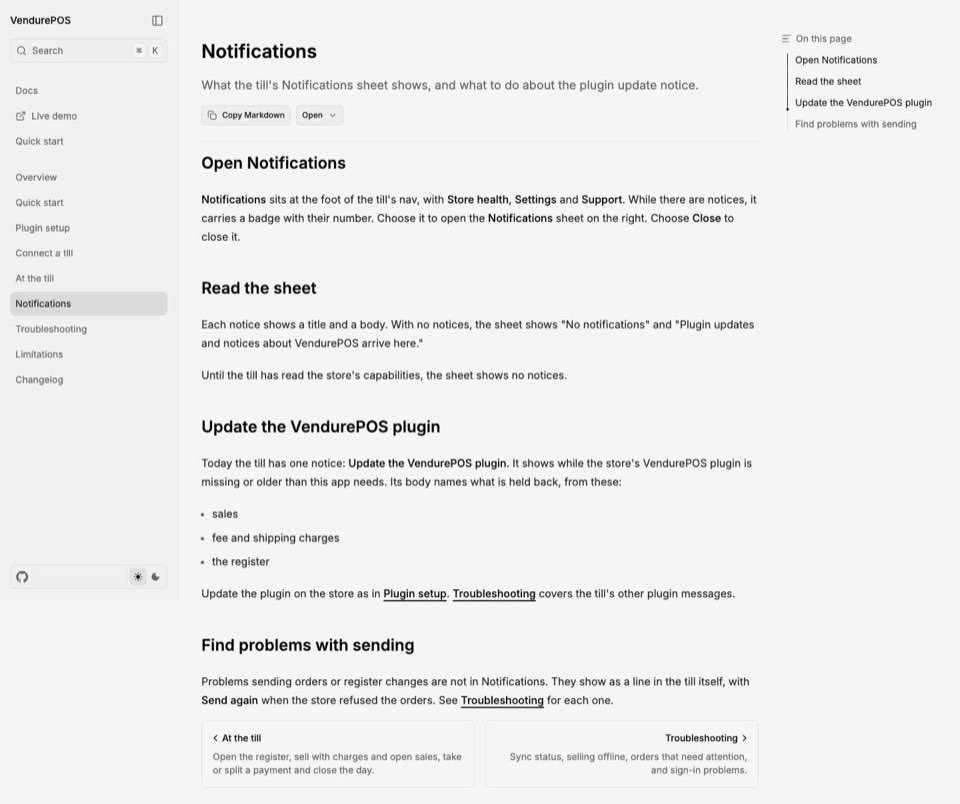 VendurePOS
Search
⌘ K
Docs
Live demo
Quick start
Overview
Quick start
Plugin setup
Connect a till
At the till
Notifications
Troubleshooting
Limitations
Changelog
Notifications
What the till's Notifications sheet shows, and what to do about the plugin update notice.
Copy Markdown
Open
Open Notifications
Notifications sits at the foot of the till's nav, with Store health, Settings and Support. While there are notices, it
carries a badge with their number. Choose it to open the Notifications sheet on the right. Choose Close to
close it.
Read the sheet
Each notice shows a title and a body. With no notices, the sheet shows "No notifications" and "Plugin updates
and notices about VendurePOS arrive here."
Until the till has read the store's capabilities, the sheet shows no notices.
Update the VendurePOS plugin
Today the till has one notice: Update the VendurePOS plugin. It shows while the store's VendurePOS plugin is
missing or older than this app needs. Its body names what is held back, from these:
• sales
• fee and shipping charges
• the register
Update the plugin on the store as in Plugin setup. Troubleshooting covers the till's other plugin messages.
Find problems with sending
Problems sending orders or register changes are not in Notifications. They show as a line in the till itself, with
Send again when the store refused the orders. See Troubleshooting for each one.
At the till
Open the register, sell with charges and open sales, take
or split a payment and close the day.
Troubleshooting
Sync status, selling offline, orders that need attention,
and sign-in problems.
On this page
Open Notifications
Read the sheet
Update the VendurePOS plugin
Find problems with sending